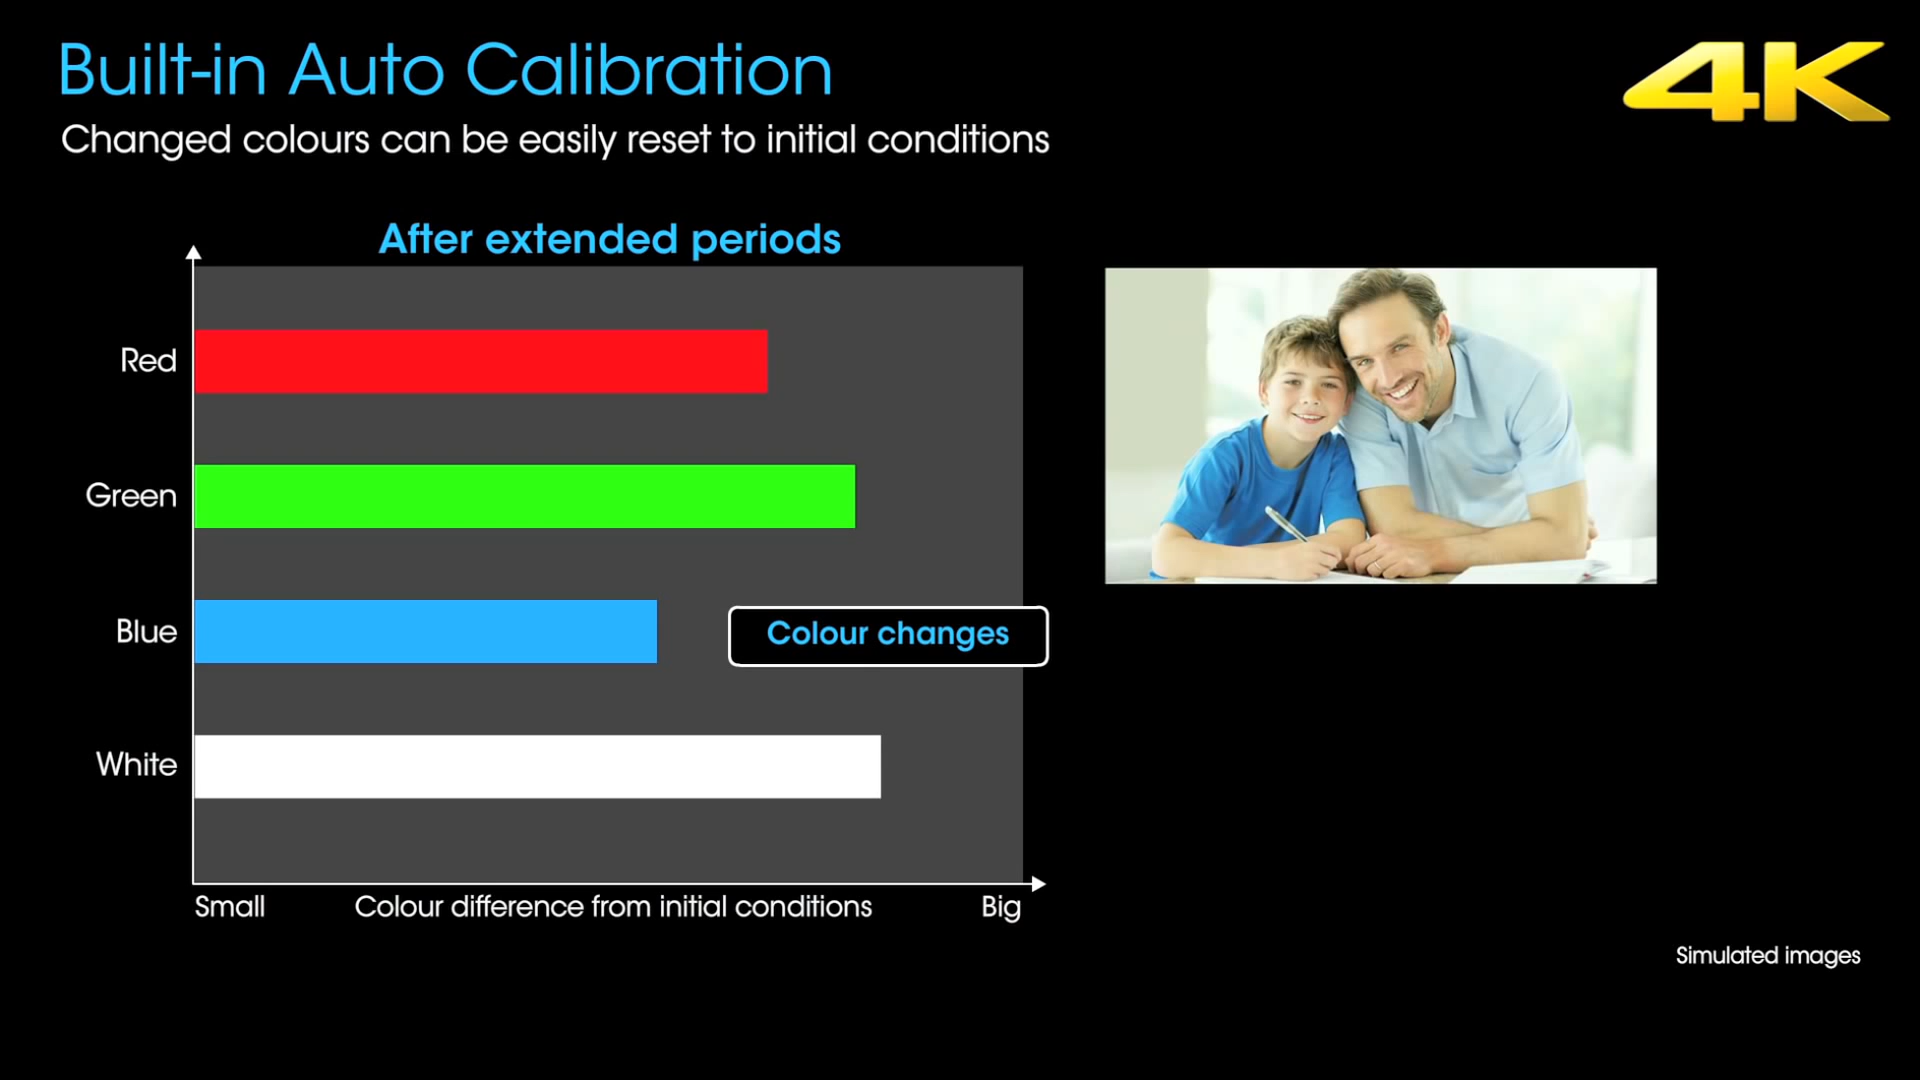 Built-in Auto Calibration
4K
Changed colours can be easily reset to initial conditions
After extended periods
Red
Green
Blue
Colour changes
White
Small
Colour difference from initial conditions
Big
Simulated images